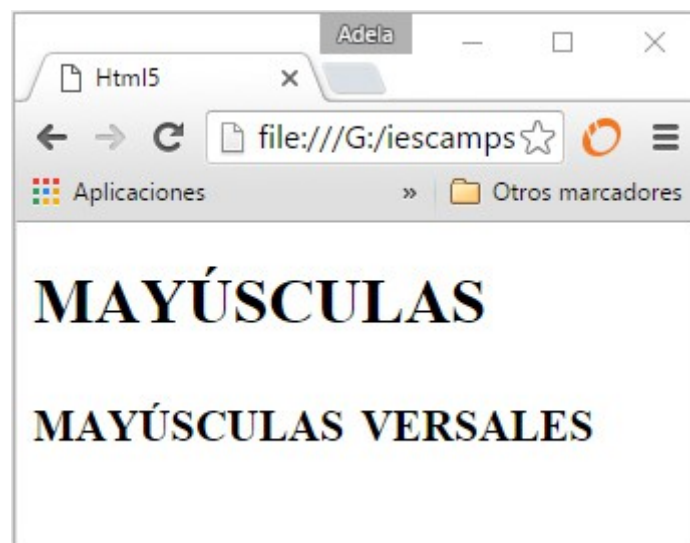 Adela
Html5
file:///G:/iescamps
Aplicaciones » Otros marcadores
MAYÚSCULAS
MAYÚSCULAS VERSALES